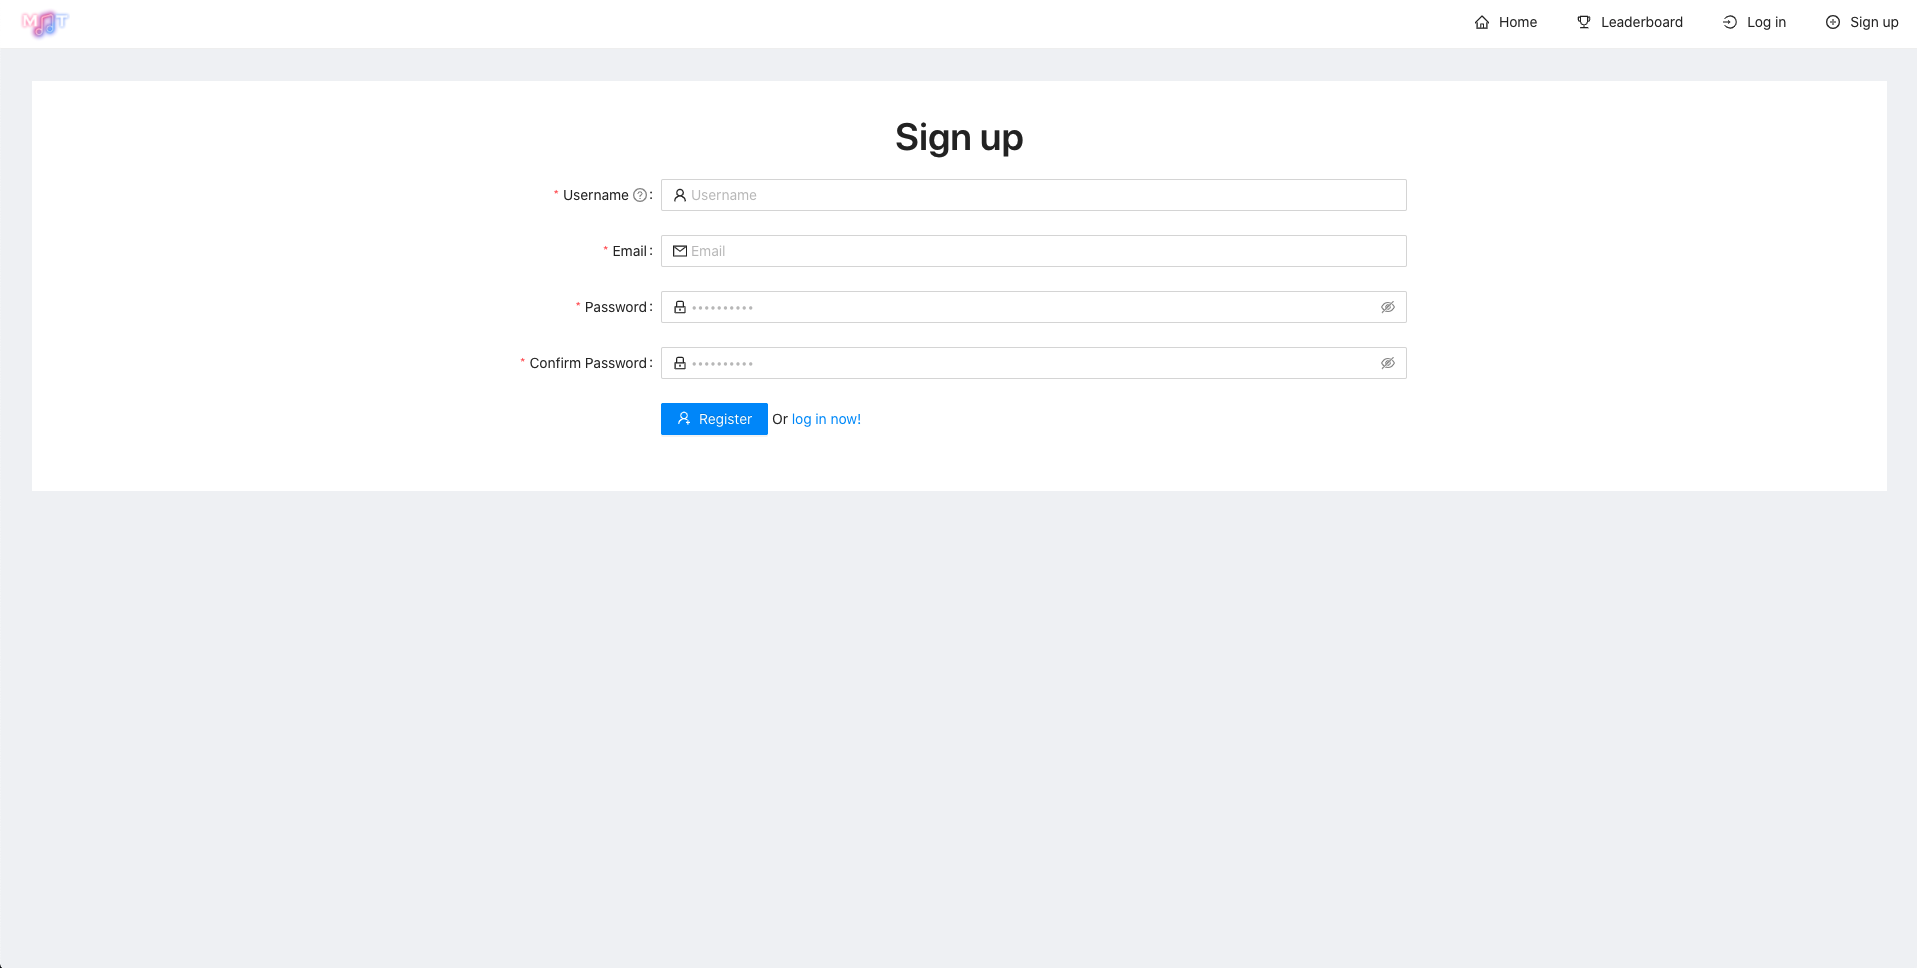 M T
Home Leaderboard Log in Sign up
Sign up
* Username : Username
* Email : Email
* Password : ••••••••••
* Confirm Password : ••••••••••
Register Or log in now!